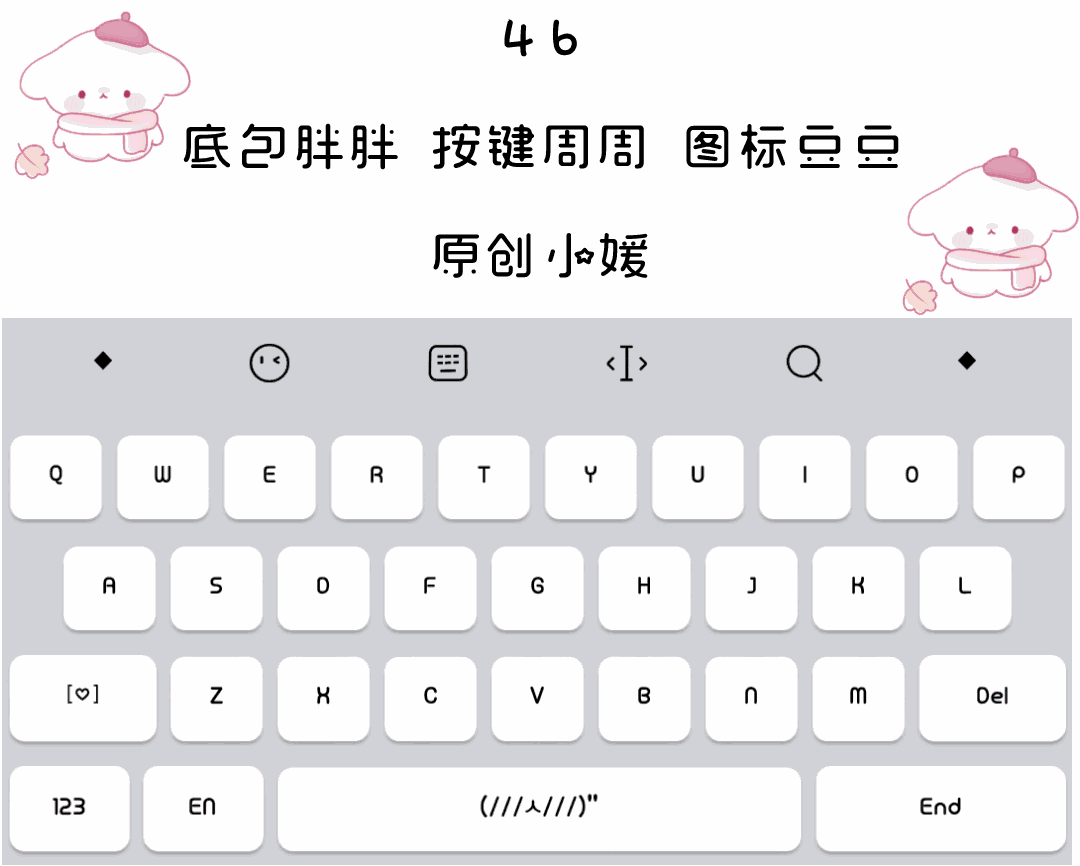 46
底包胖胖 按键周周 图标豆豆
原创小媛
Q W E R T Y U I O P
A S D F G H J K L
[♡] Z X C V B N M Del
123 EN (///ㅅ///)" End